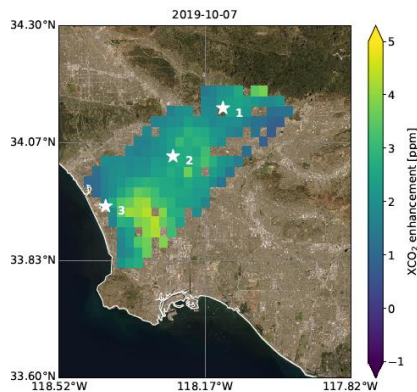 2019-10-07
34.30°N
34.07°N
33.83°N
33.60°N
118.52°W
118.17°W
117.82°W
1
2
3
5
4
3
2
1
0
−1
XCO₂ enhancement [ppm]